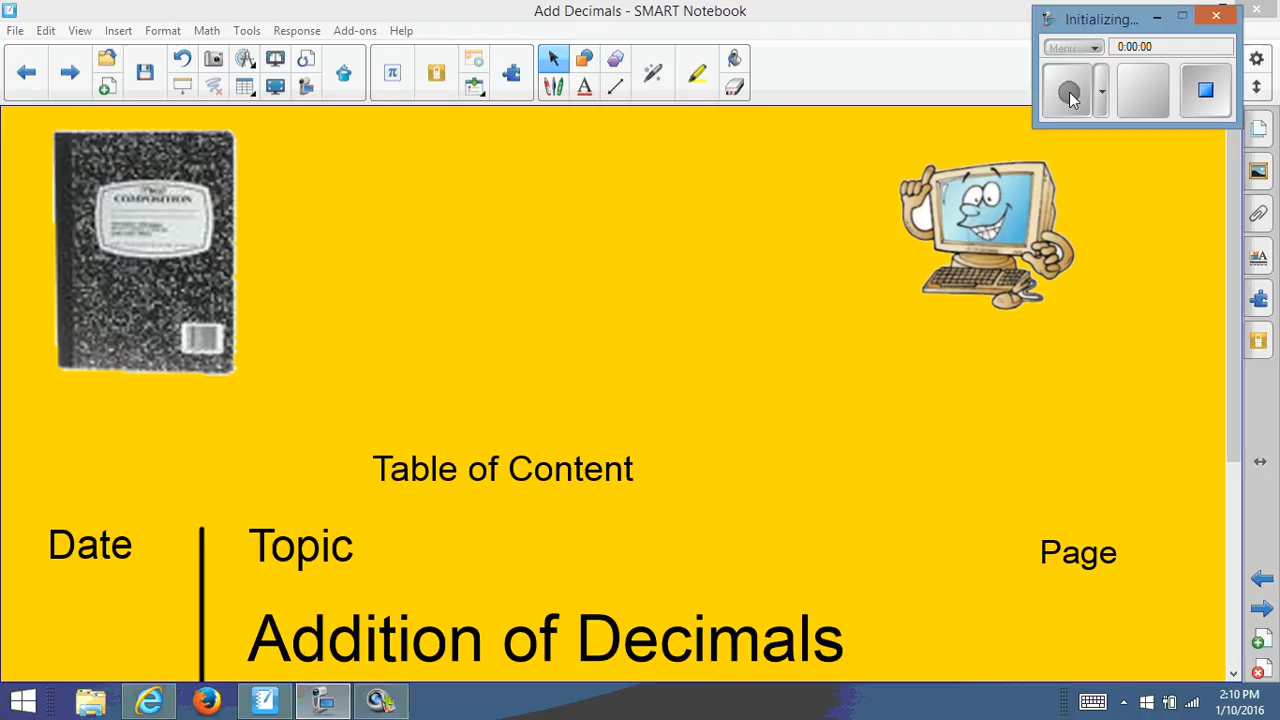 Add Decimals - SMART Notebook
Initializing...
File Edit View Insert Format Math Tools Response Add-ons Help
Menu 0:00:00
COMPOSITION
Table of Content
Date Topic Page
Addition of Decimals
2:10 PM
1/10/2016